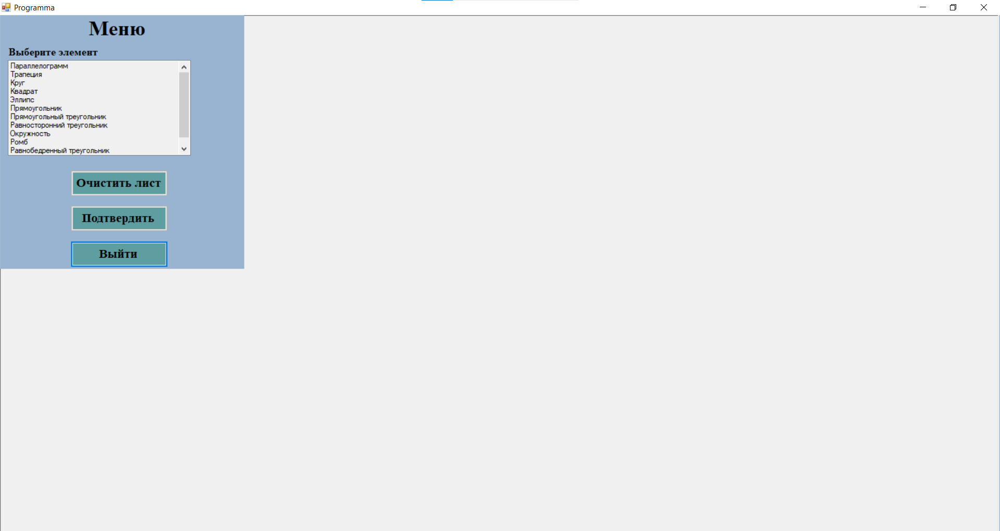 Programma
Меню
Выберите элемент
Параллелограмм
Трапеция
Круг
Квадрат
Эллипс
Прямоугольник
Прямоугольный треугольник
Равносторонний треугольник
Окружность
Ромб
Равнобедренный треугольник
Очистить лист
Подтвердить
Выйти